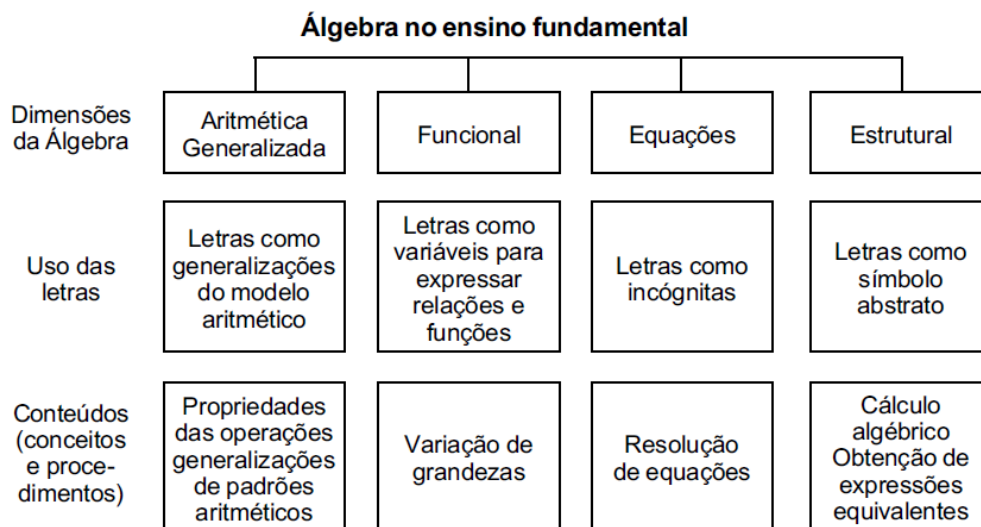 Álgebra no ensino fundamental
Dimensões
da Álgebra
Aritmética
Generalizada
Funcional
Equações
Estrutural
Uso das
letras
Letras como
generalizações
do modelo
aritmético
Letras como
variáveis para
expressar
relações e
funções
Letras como
incógnitas
Letras como
símbolo
abstrato
Conteúdos
(conceitos
e proce-
dimentos)
Propriedades
das operações
generalizações
de padrões
aritméticos
Variação de
grandezas
Resolução
de equações
Cálculo
algébrico
Obtenção de
expressões
equivalentes